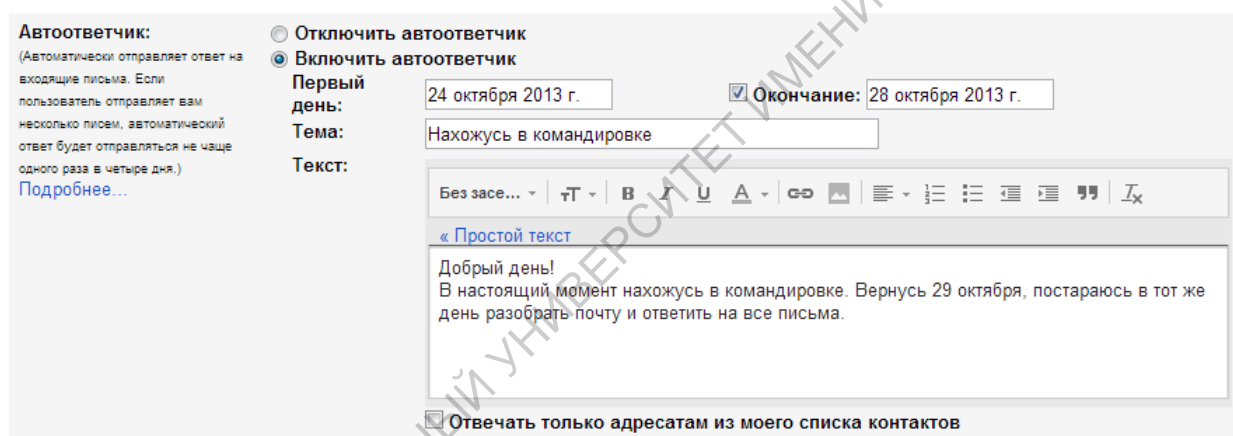 Автоответчик:
(Автоматически отправляет ответ на
входящие письма. Если
пользователь отправляет вам
несколько писем, автоматический
ответ будет отправляться не чаще
одного раза в четыре дня.)
Подробнее...
Отключить автоответчик
Включить автоответчик
Первый день: 24 октября 2013 г. Окончание: 28 октября 2013 г.
Тема: Нахожусь в командировке
Текст:
Без засе... тТ B I U A
« Простой текст
Добрый день!
В настоящий момент нахожусь в командировке. Вернусь 29 октября, постараюсь в тот же
день разобрать почту и ответить на все письма.
Отвечать только адресатам из моего списка контактов
УНИВЕРСИТЕТ ИМЕНИ